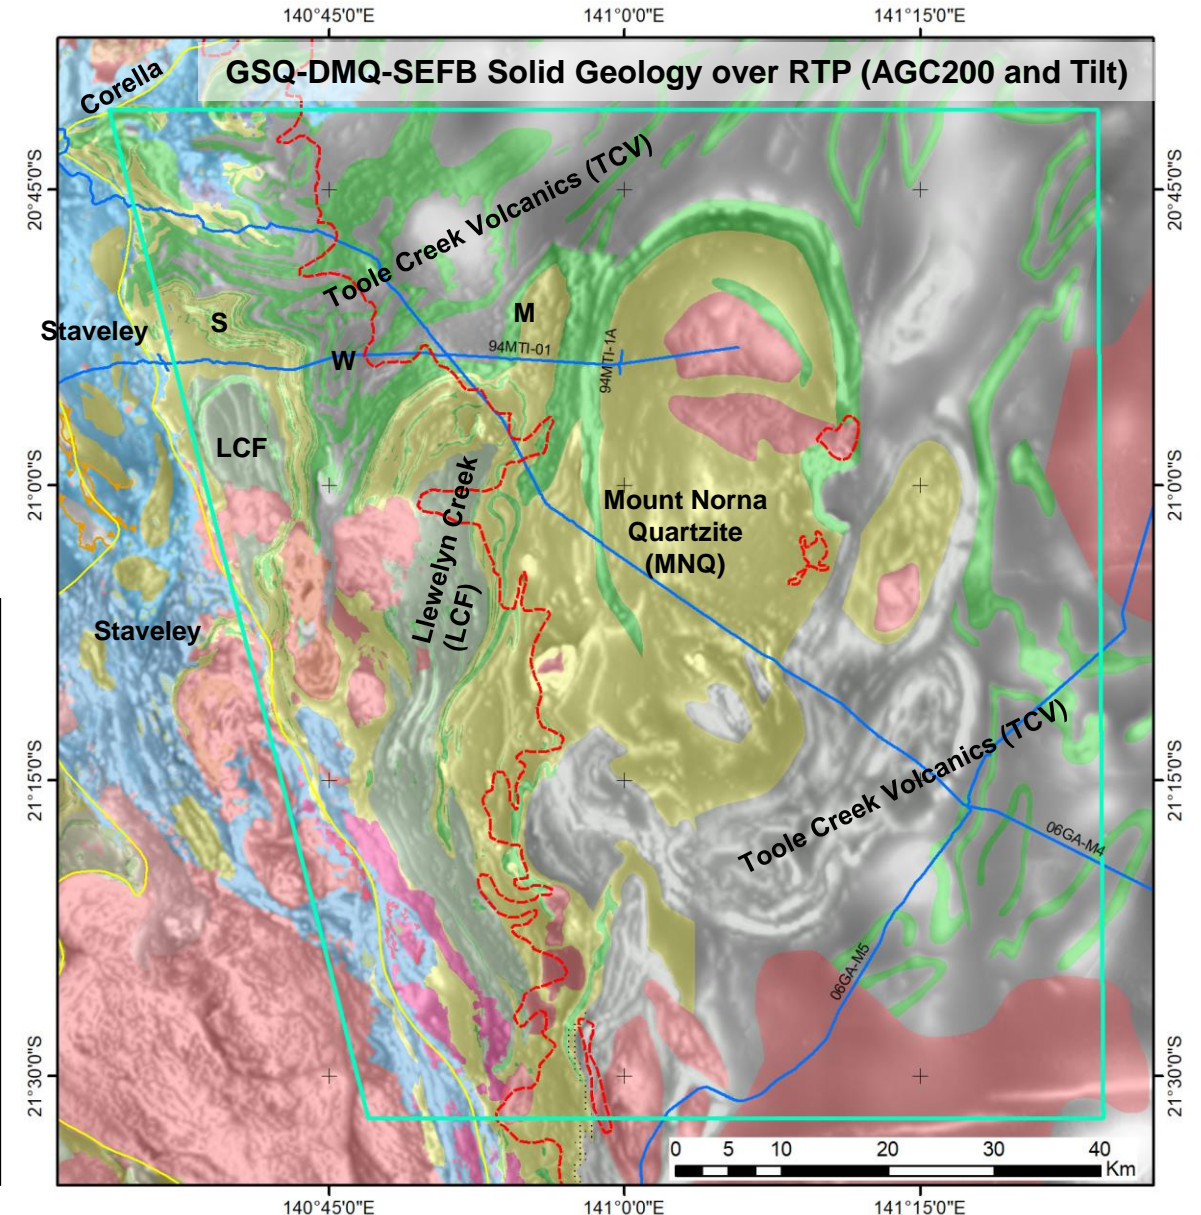 140°45'0"E
141°0'0"E
141°15'0"E
GSQ-DMQ-SEFB Solid Geology over RTP (AGC200 and Tilt)
Corella
20°45'0"S
20°45'0"S
Toole Creek Volcanics (TCV)
S
M
Staveley
W
94MTI-01
94MTI-1A
LCF
21°0'0"S
21°0'0"S
Mount Norna
Quartzite
(MNQ)
Llewelyn Creek
(LCF)
Staveley
21°15'0"S
21°15'0"S
Toole Creek Volcanics (TCV)
06GA-M4
06GA-M5
21°30'0"S
21°30'0"S
0 5 10 20 30 40
Km
140°45'0"E
141°0'0"E
141°15'0"E